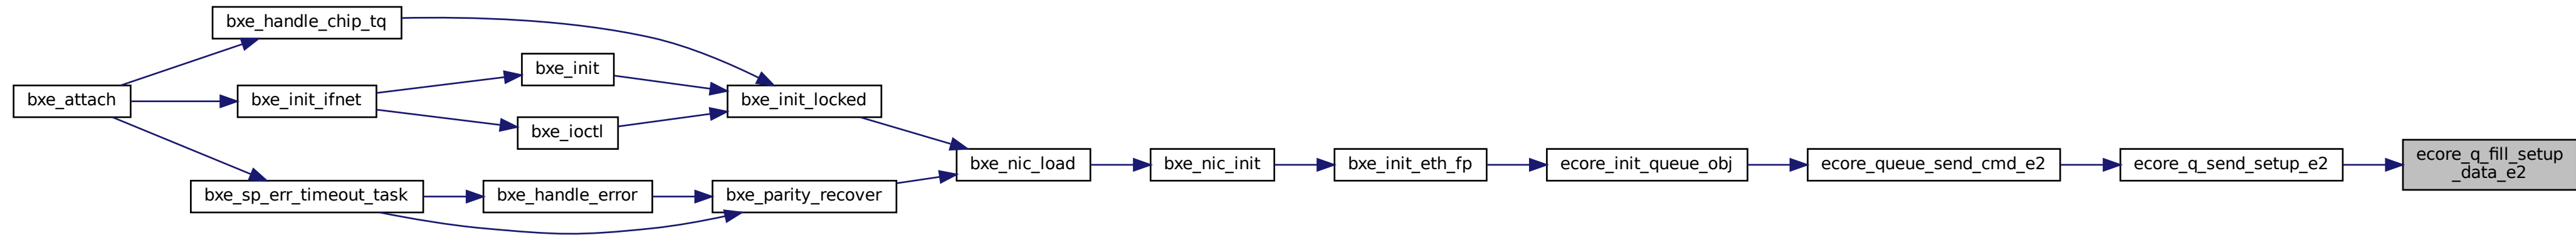 bxe_handle_chip_tq
bxe_init
bxe_attach
bxe_init_ifnet
bxe_init_locked
bxe_ioctl
bxe_nic_load
bxe_nic_init
bxe_init_eth_fp
ecore_init_queue_obj
ecore_queue_send_cmd_e2
ecore_q_send_setup_e2
ecore_q_fill_setup
_data_e2
bxe_sp_err_timeout_task
bxe_handle_error
bxe_parity_recover